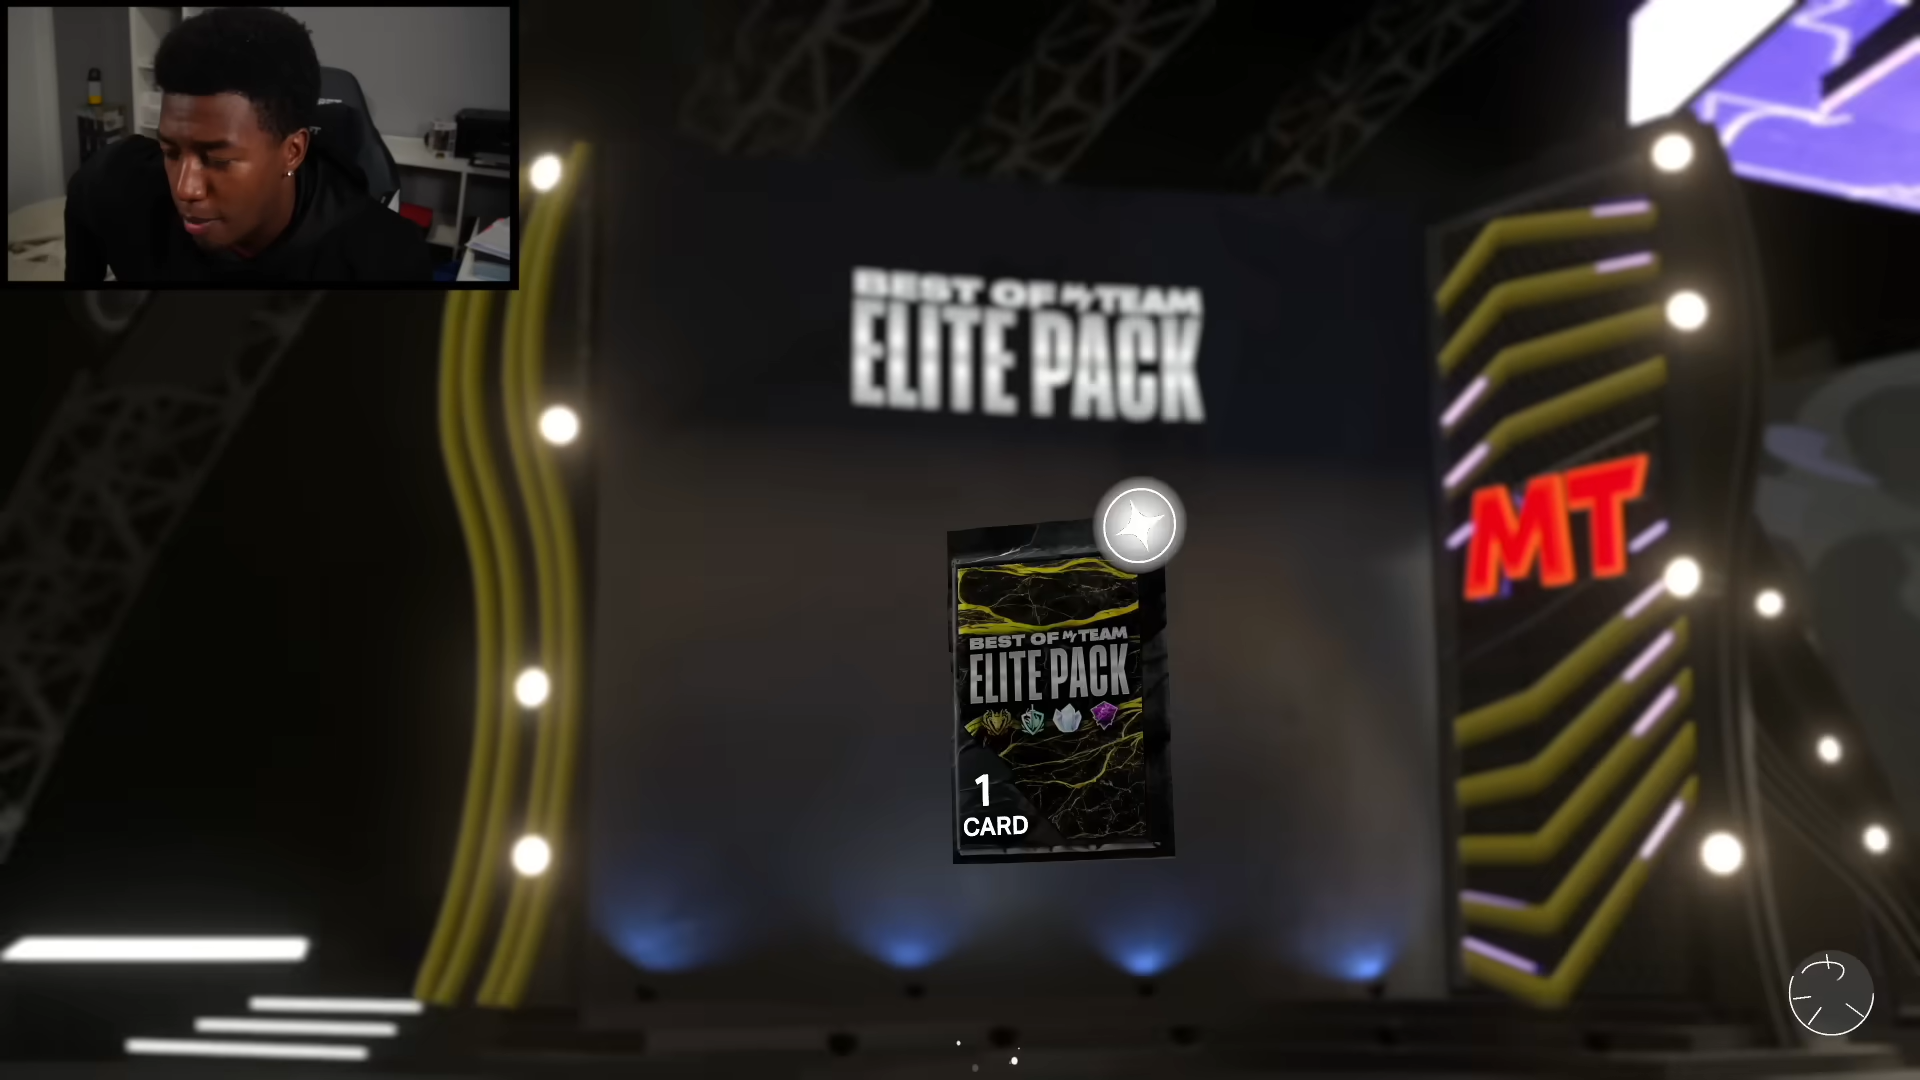 BEST OF MY TEAM
ELITE PACK
MT
BEST OF MY TEAM
ELITE PACK
1
CARD